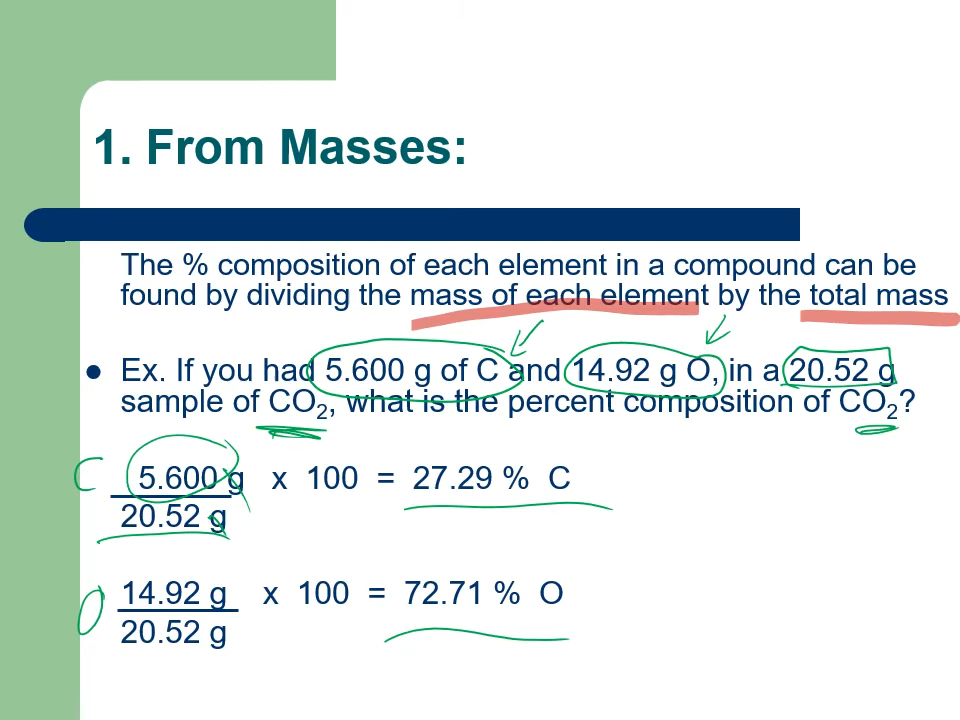 1. From Masses:
The % composition of each element in a compound can be
found by dividing the mass of each element by the total mass
● Ex. If you had 5.600 g of C and 14.92 g O, in a 20.52 g
sample of CO₂, what is the percent composition of CO₂?
C 5.600 g x 100 = 27.29 % C
20.52 g
O 14.92 g x 100 = 72.71 % O
20.52 g